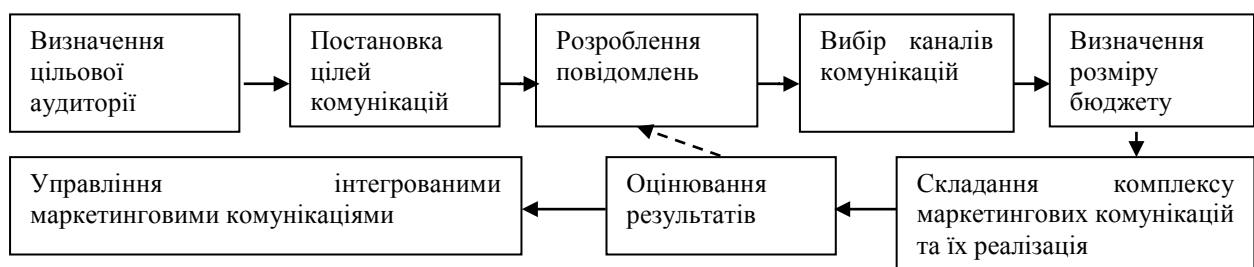 Визначення
цільової
аудиторії
Постановка
цілей
комунікацій
Розроблення
повідомлень
Вибір каналів
комунікацій
Визначення
розміру
бюджету
Управління інтегрованими
маркетинговими комунікаціями
Оцінювання
результатів
Складання комплексу
маркетингових комунікацій
та їх реалізація